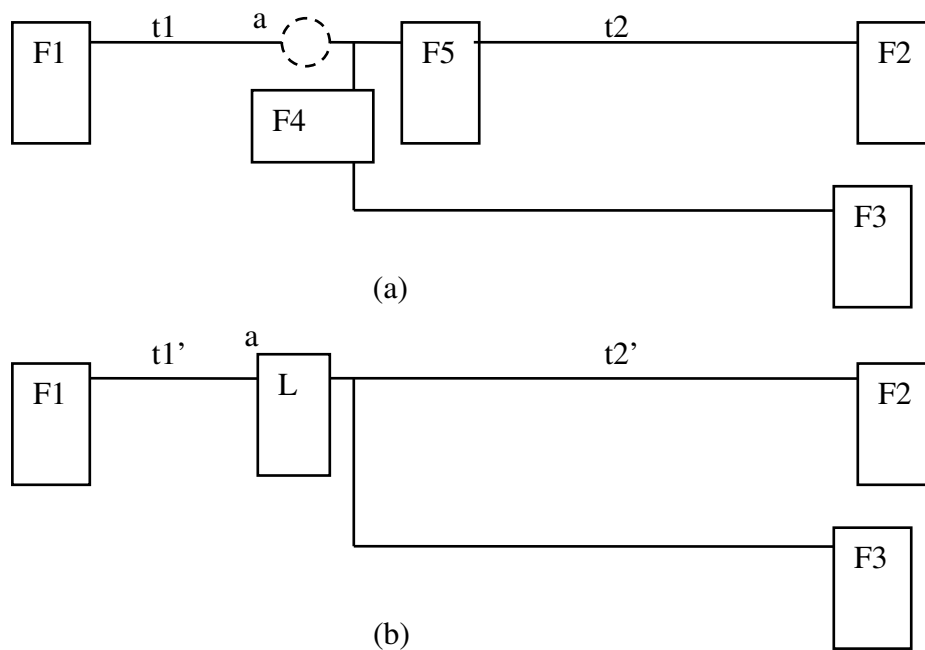 t1 a t2
F1 F5 F2
F4
F3
(a)
t1’ a t2’
F1 L F2
F3
(b)